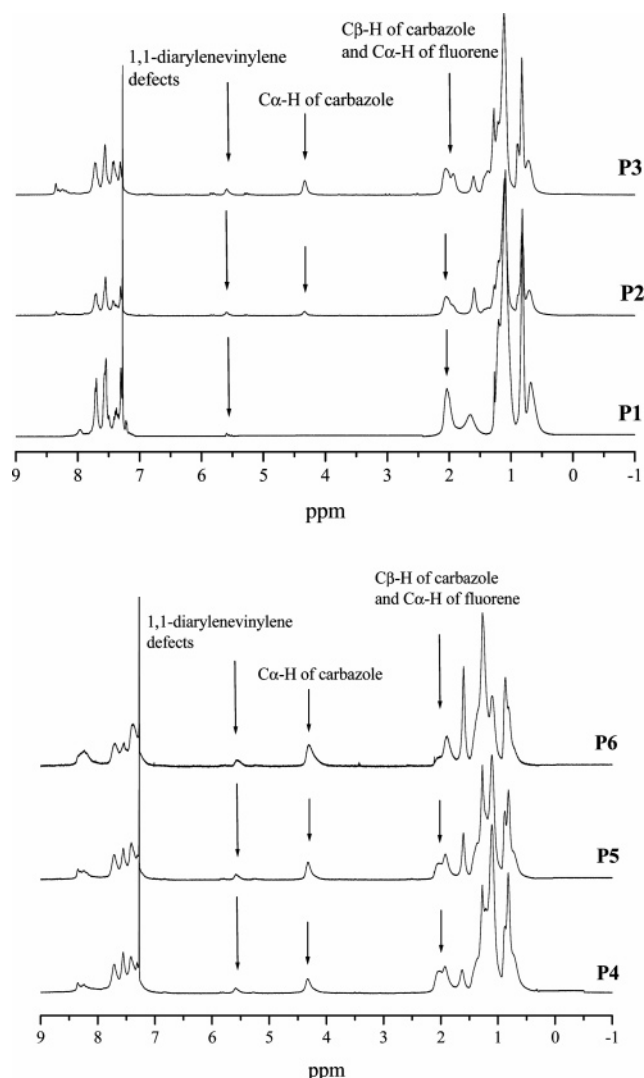 1,1-diarylenevinylene
defects
Cα-H of carbazole
Cβ-H of carbazole
and Cα-H of fluorene
P3
P2
P1
9 8 7 6 5 4 3 2 1 0 -1
ppm
1,1-diarylenevinylene
defects
Cα-H of carbazole
Cβ-H of carbazole
and Cα-H of fluorene
P6
P5
P4
9 8 7 6 5 4 3 2 1 0 -1
ppm